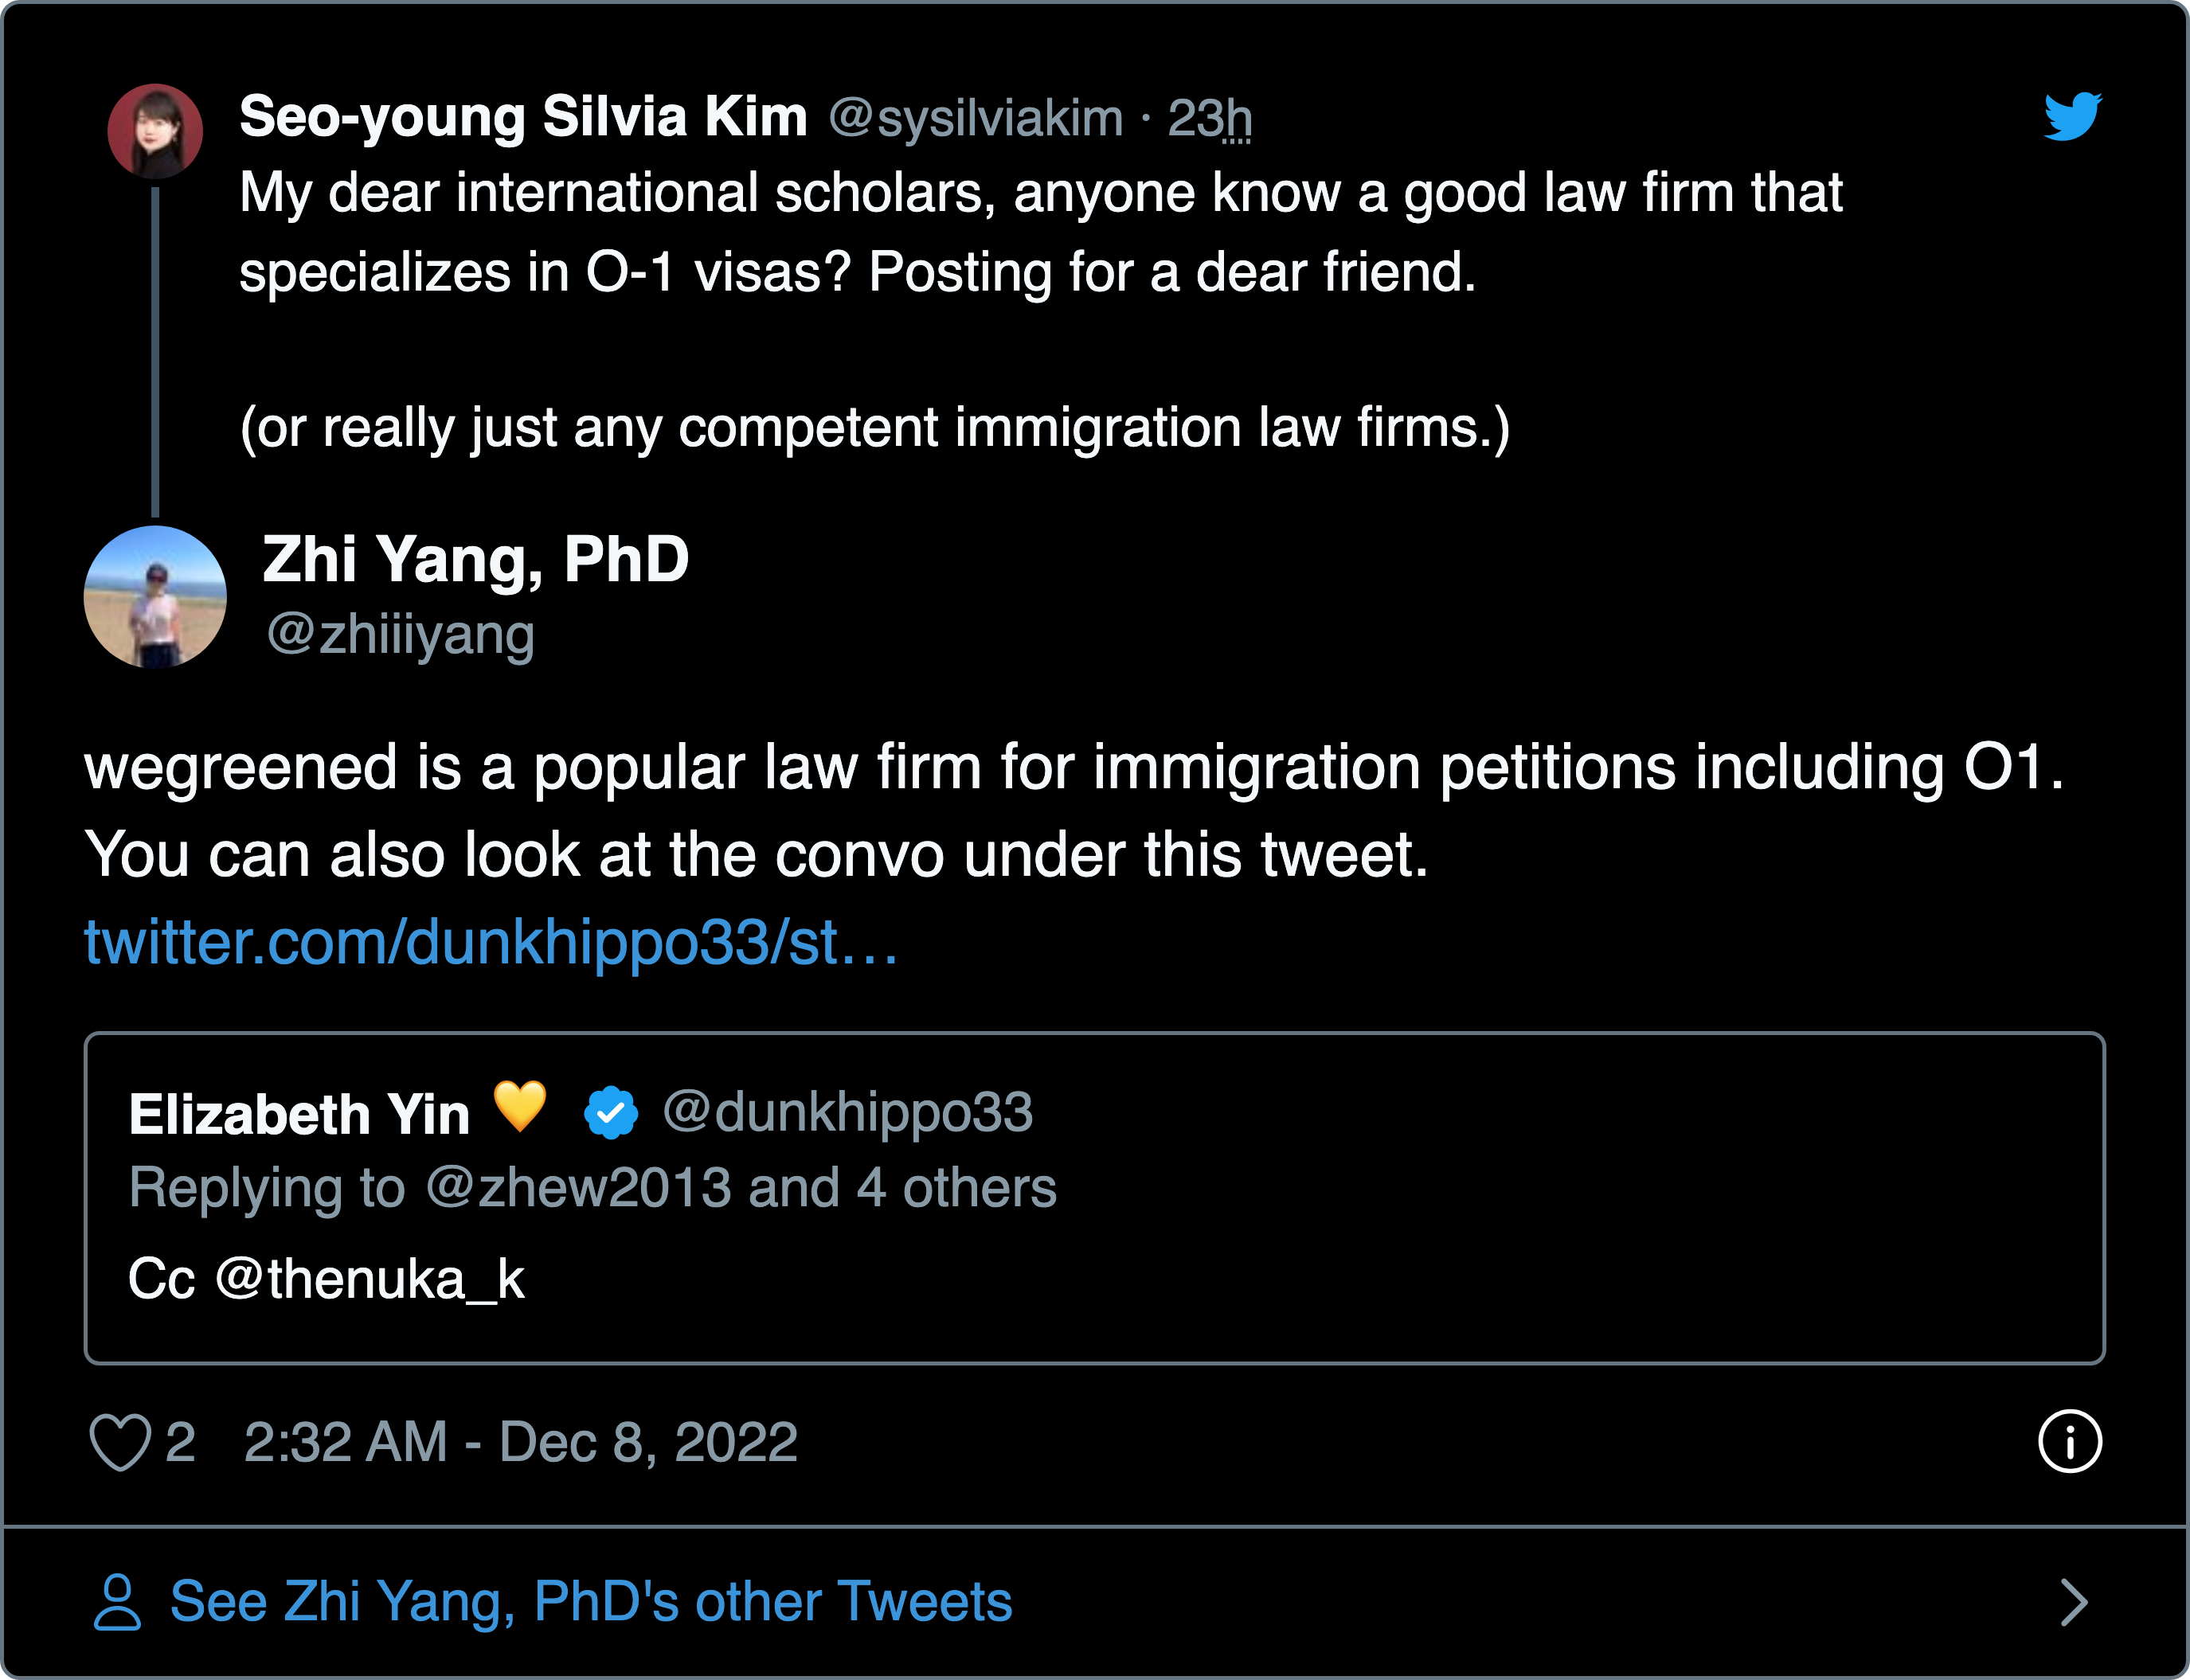 Seo-young Silvia Kim @sysilviakim · 23h
My dear international scholars, anyone know a good law firm that
specializes in O-1 visas? Posting for a dear friend.
(or really just any competent immigration law firms.)
Zhi Yang, PhD
@zhiiiyang
wegreened is a popular law firm for immigration petitions including O1.
You can also look at the convo under this tweet.
twitter.com/dunkhippo33/st…
Elizabeth Yin 💛 @dunkhippo33
Replying to @zhew2013 and 4 others
Cc @thenuka_k
2 2:32 AM - Dec 8, 2022
See Zhi Yang, PhD's other Tweets